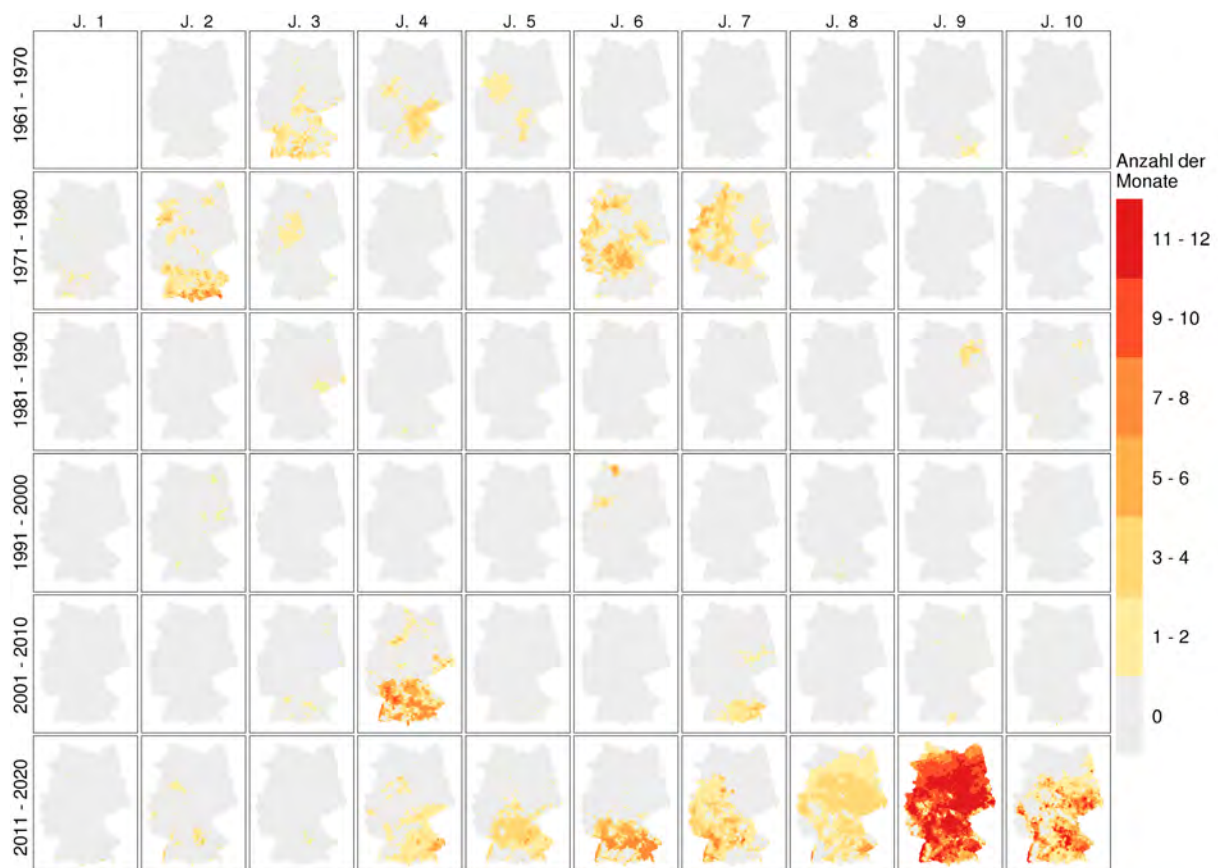 J. 1 J. 2 J. 3 J. 4 J. 5 J. 6 J. 7 J. 8 J. 9 J. 10
1961 - 1970
1971 - 1980
1981 - 1990
1991 - 2000
2001 - 2010
2011 - 2020
Anzahl der
Monate
11 - 12
9 - 10
7 - 8
5 - 6
3 - 4
1 - 2
0